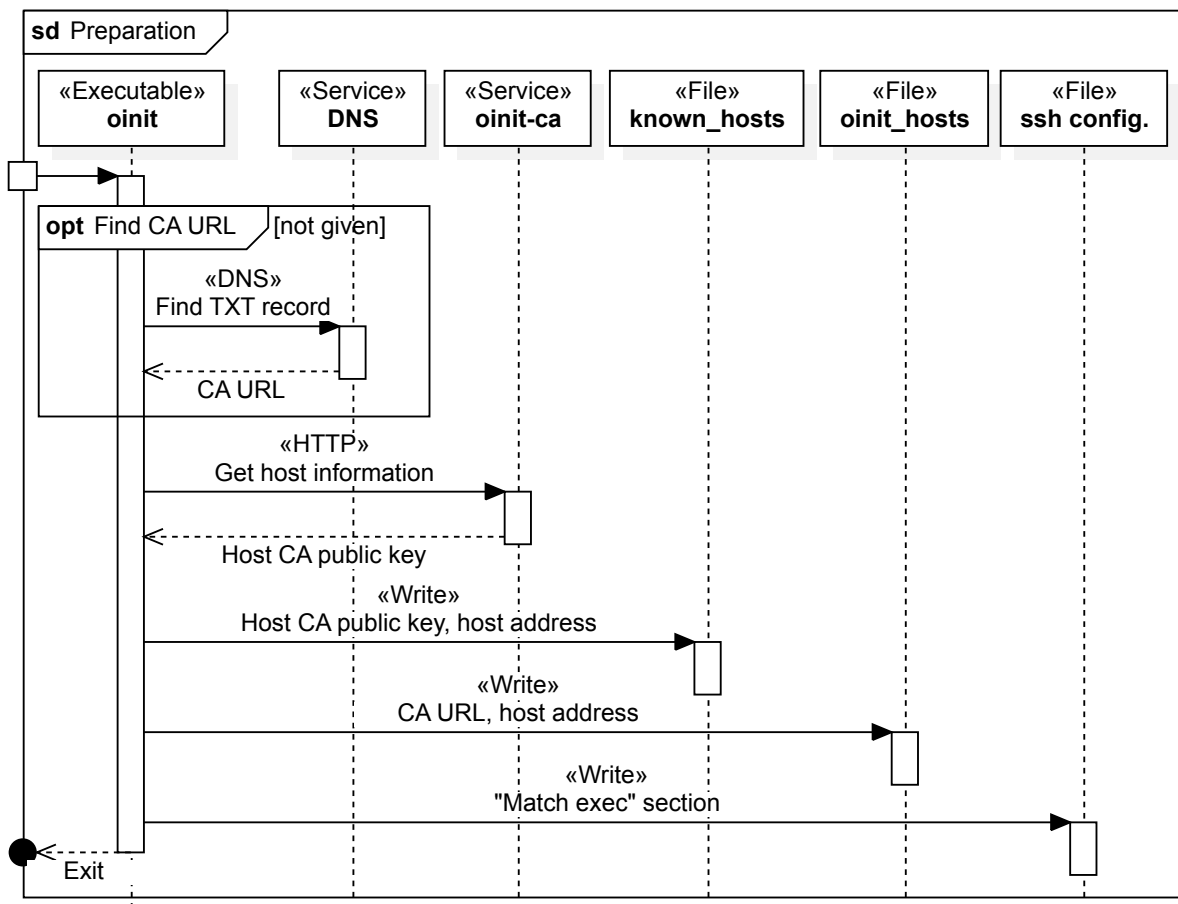 sd Preparation
«Executable»
oinit
«Service»
DNS
«Service»
oinit-ca
«File»
known_hosts
«File»
oinit_hosts
«File»
ssh config.
opt Find CA URL [not given]
«DNS»
Find TXT record
CA URL
«HTTP»
Get host information
Host CA public key
«Write»
Host CA public key, host address
«Write»
CA URL, host address
«Write»
"Match exec" section
Exit